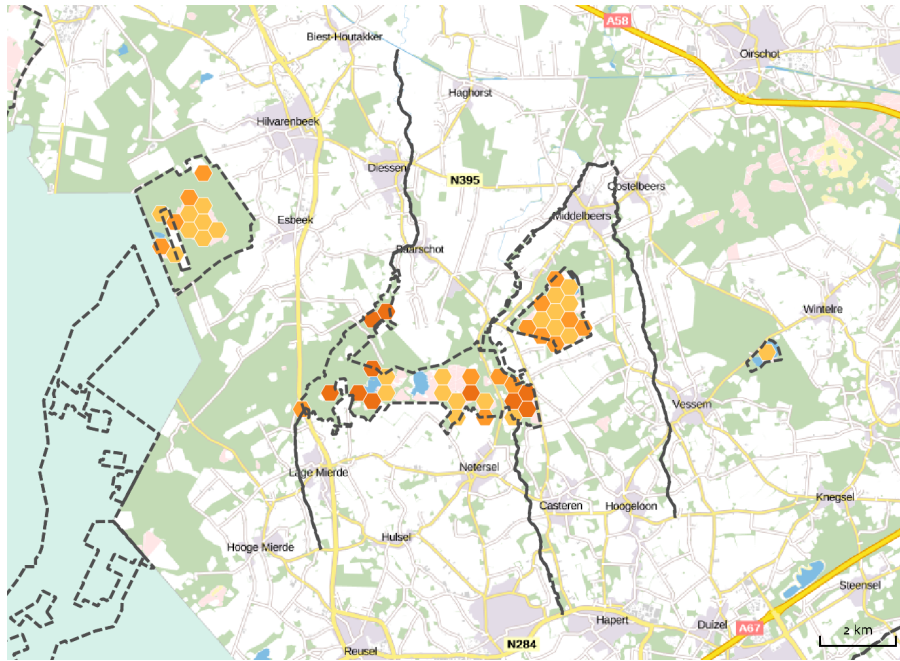 A58
Biest-Houtakker
Oirschot
Haghorst
Hilvarenbeek
Diessen
N395
Oostelbeers
Middelbeers
Esbeek
Baarschot
Wintelre
Vessem
Lage Mierde
Netersel
Knegsel
Casteren
Hoogeloon
Hulsel
Hooge Mierde
Steensel
Hapert
Duizel
A67
2 km
N284
Reusel